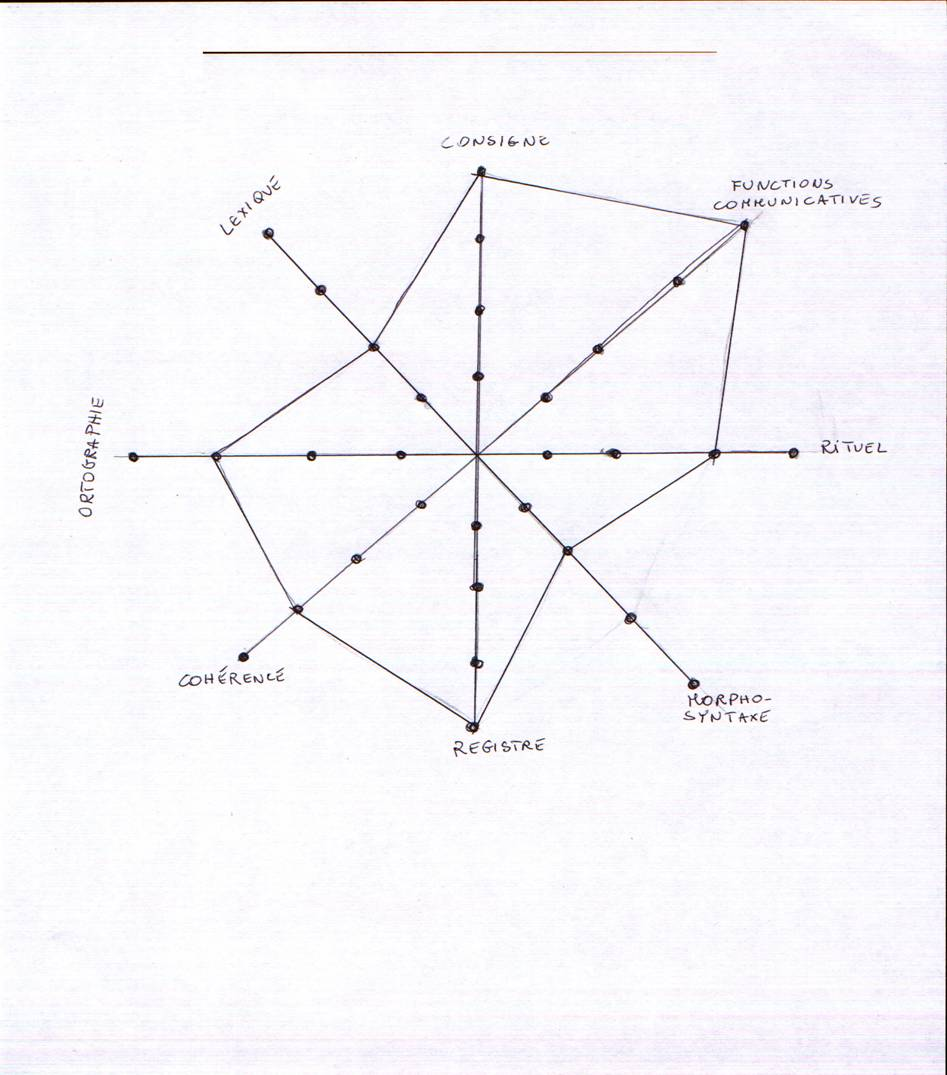 CONSIGNE
LEXIQUE
FUNCTIONS
COMMUNICATIVES
ORTOGRAPHIE
RITUEL
COHÉRENCE
MORPHO-
SYNTAXE
REGISTRE